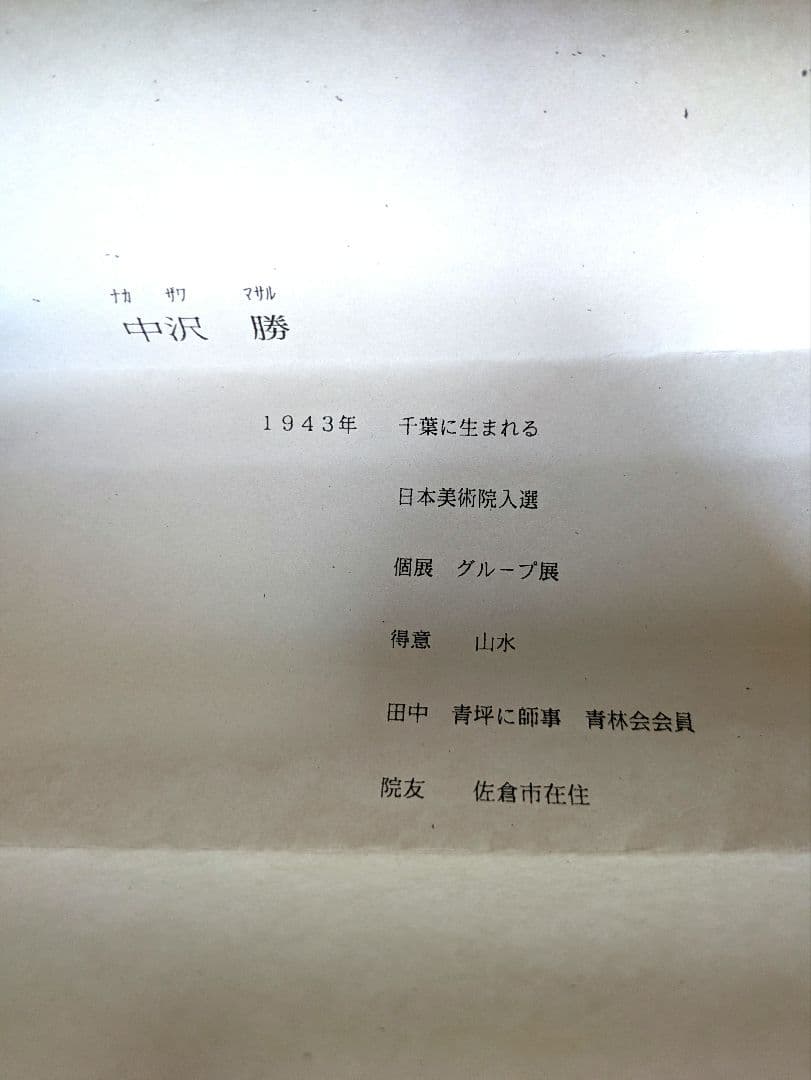 ﾅｶ ｻﾞﾜ ﾏｻﾙ
中沢 勝
１９４３年 千葉に生まれる
日本美術院入選
個展 グループ展
得意 山水
田中 青坪に師事 青林会会員
院友 佐倉市在住